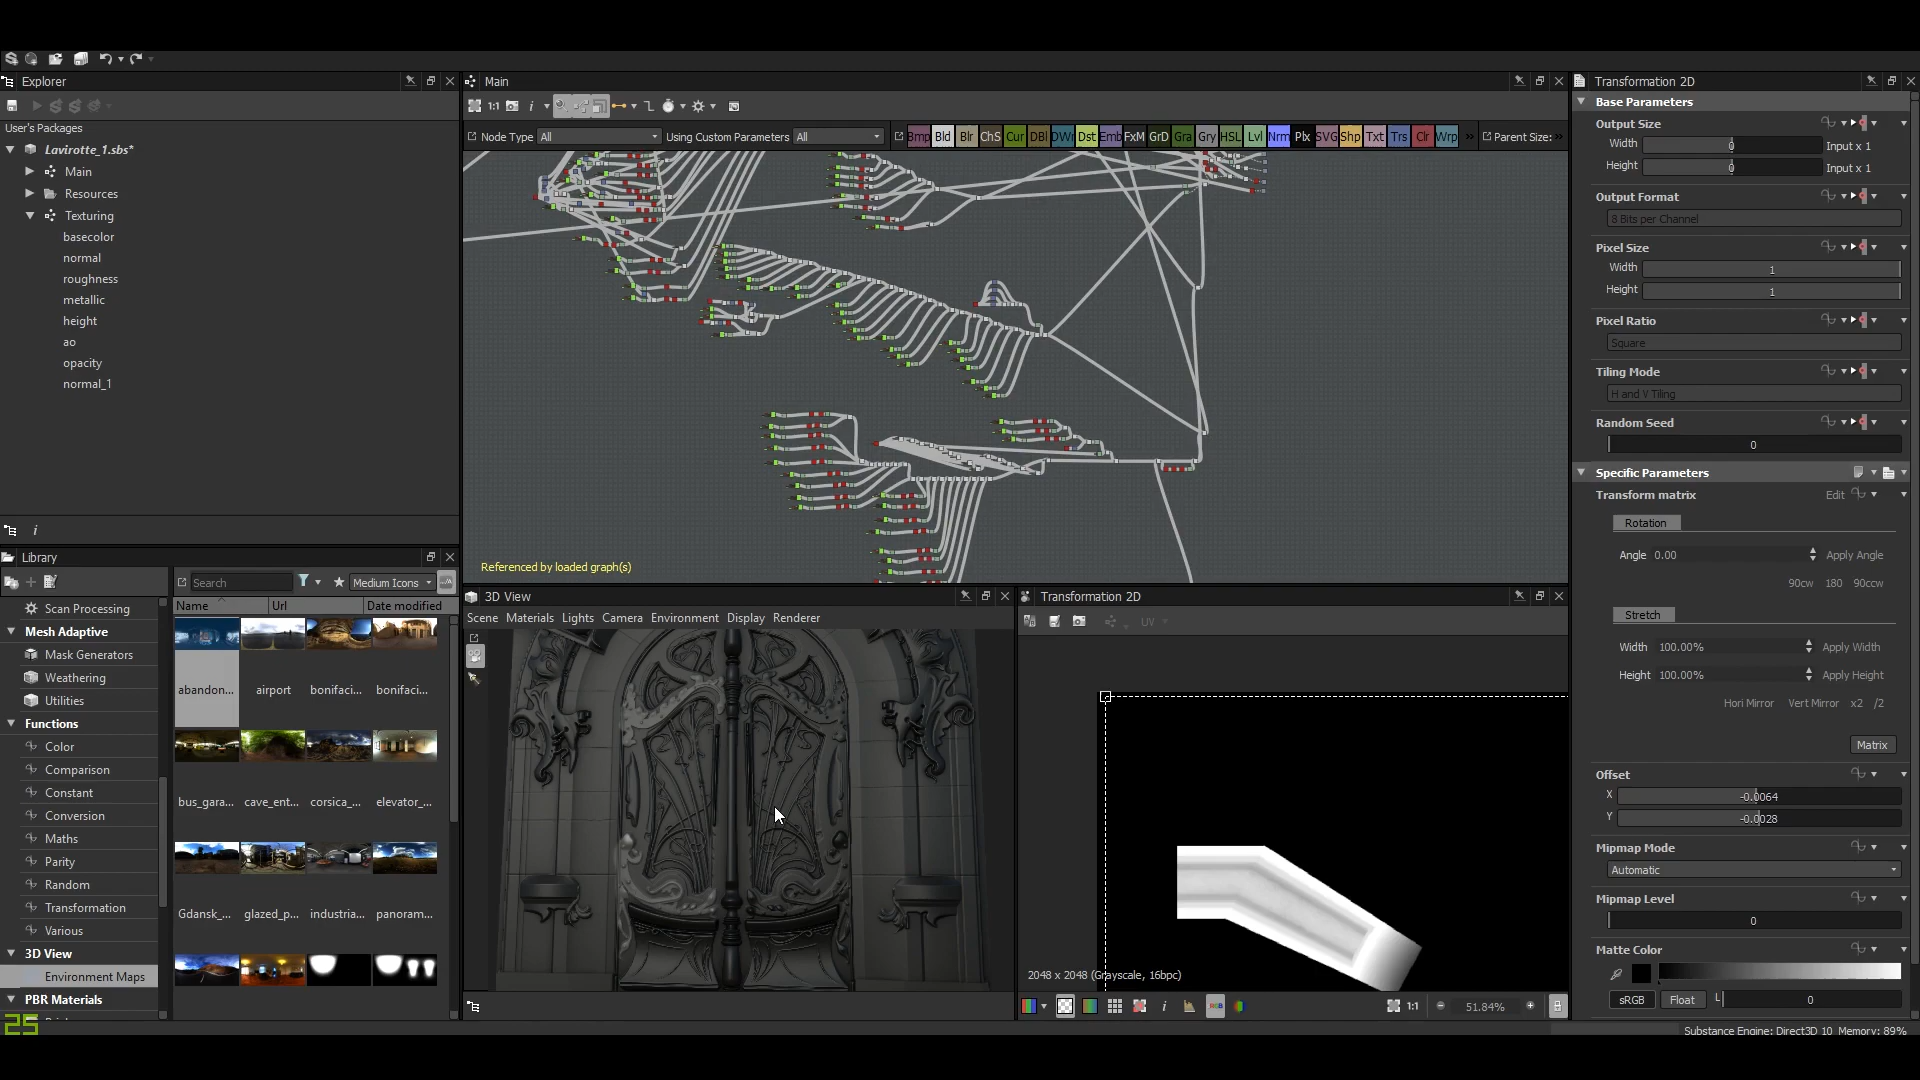 Explorer
User's Packages
Lavirotte_1.sbs*
Main
Resources
Texturing
basecolor
normal
roughness
metallic
height
ao
opacity
normal_1
Library
Search
Medium Icons
Name
Url
Date modified
Scan Processing
Mesh Adaptive
Mask Generators
Weathering
Utilities
Functions
Color
Comparison
Constant
Conversion
Maths
Parity
Random
Transformation
Various
3D View
Environment Maps
PBR Materials
abandon...
airport
bonifaci...
bonifaci...
bus_gara...
cave_ent...
corsica_...
elevator_...
Gdansk_...
glazed_p...
industria...
panoram...
25
Main
1:1
Node Type
All
Using Custom Parameters
All
Bmp Bld Blr ChS Cur DBl DWr Dst Emb FxM GrD Gra Gry HSL Lvl Nrm Plx SVG Shp Txt Trs Clr Wrp
Parent Size:
Referenced by loaded graph(s)
3D View
Scene Materials Lights Camera Environment Display Renderer
Transformation 2D
UV
2048 x 2048 (Grayscale, 16bpc)
1:1
51.84%
Transformation 2D
Base Parameters
Output Size
Width 0 Input x 1
Height 0 Input x 1
Output Format
8 Bits per Channel
Pixel Size
Width 1
Height 1
Pixel Ratio
Square
Tiling Mode
H and V Tiling
Random Seed
0
Specific Parameters
Transform matrix
Edit
Rotation
Angle 0.00 Apply Angle
90cw 180 90ccw
Stretch
Width 100.00% Apply Width
Height 100.00% Apply Height
Hori Mirror Vert Mirror x2 /2
Matrix
Offset
X -0.0064
Y -0.0028
Mipmap Mode
Automatic
Mipmap Level
0
Matte Color
sRGB Float L 0
Substance Engine: Direct3D 10 Memory: 89%